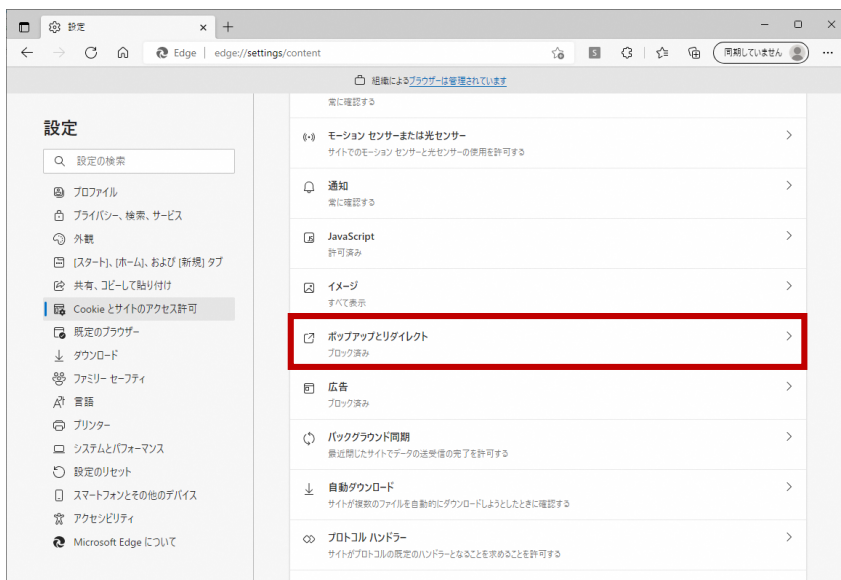 設定
Edge | edge://settings/content
同期していません
組織によるブラウザーは管理されています
設定
設定の検索
プロファイル
プライバシー、検索、サービス
外観
[スタート]、[ホーム]、および [新規] タブ
共有、コピーして貼り付け
Cookie とサイトのアクセス許可
既定のブラウザー
ダウンロード
ファミリー セーフティ
言語
プリンター
システムとパフォーマンス
設定のリセット
スマートフォンとその他のデバイス
アクセシビリティ
Microsoft Edge について
常に確認する
モーション センサーまたは光センサー
サイトでのモーション センサーと光センサーの使用を許可する
通知
常に確認する
JavaScript
許可済み
イメージ
すべて表示
ポップアップとリダイレクト
ブロック済み
広告
ブロック済み
バックグラウンド同期
最近閉じたサイトでデータの送受信の完了を許可する
自動ダウンロード
サイトが複数のファイルを自動的にダウンロードしようとしたときに確認する
プロトコル ハンドラー
サイトがプロトコルの既定のハンドラーとなることを求めることを許可する